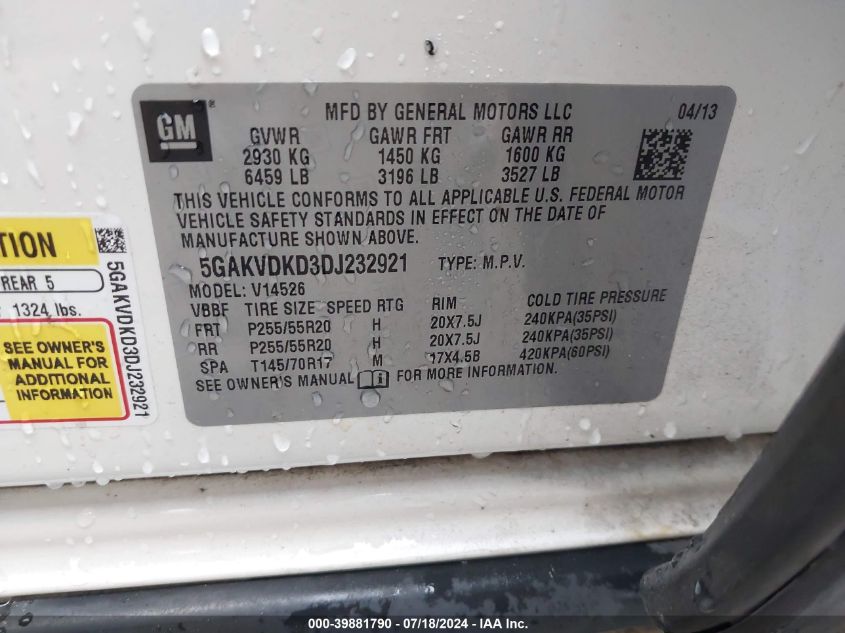 GM ®
MFD BY GENERAL MOTORS LLC 04/13
GVWR GAWR FRT GAWR RR
2930 KG 1450 KG 1600 KG
6459 LB 3196 LB 3527 LB
THIS VEHICLE CONFORMS TO ALL APPLICABLE U.S. FEDERAL MOTOR
VEHICLE SAFETY STANDARDS IN EFFECT ON THE DATE OF
MANUFACTURE SHOWN ABOVE.
5GAKVDKD3DJ232921 TYPE: M.P.V.
MODEL: V14526
VBBF TIRE SIZE SPEED RTG RIM COLD TIRE PRESSURE
FRT P255/55R20 H 20X7.5J 240KPA(35PSI)
RR P255/55R20 H 20X7.5J 240KPA(35PSI)
SPA T145/70R17 M 17X4.5B 420KPA(60PSI)
SEE OWNER'S MANUAL FOR MORE INFORMATION.
REAR 5
1324 lbs.
SEE OWNER'S
MANUAL FOR
ADDITIONAL
INFORMATION
5GAKVDKD3DJ232921
000-39881790 - 07/18/2024 - IAAI.com